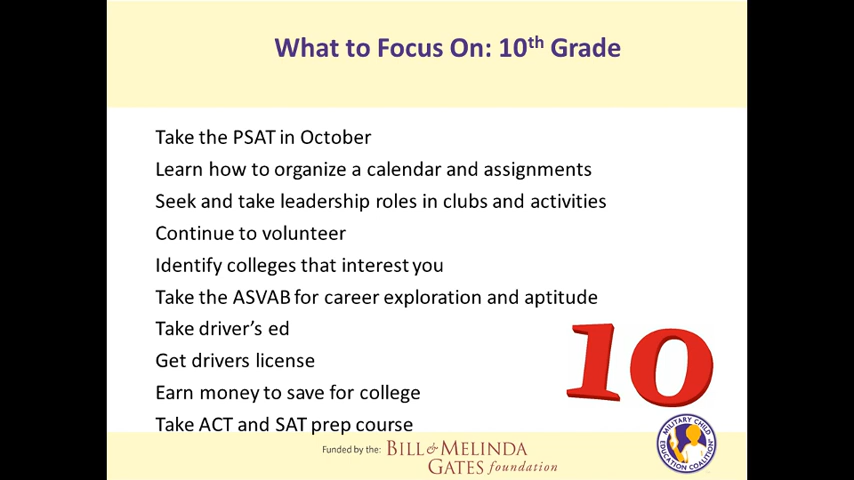 What to Focus On: 10th Grade
Take the PSAT in October
Learn how to organize a calendar and assignments
Seek and take leadership roles in clubs and activities
Continue to volunteer
Identify colleges that interest you
Take the ASVAB for career exploration and aptitude
Take driver’s ed
Get drivers license
Earn money to save for college
Take ACT and SAT prep course
10
Funded by the: BILL & MELINDA
GATES foundation
MILITARY CHILD
EDUCATION COALITION